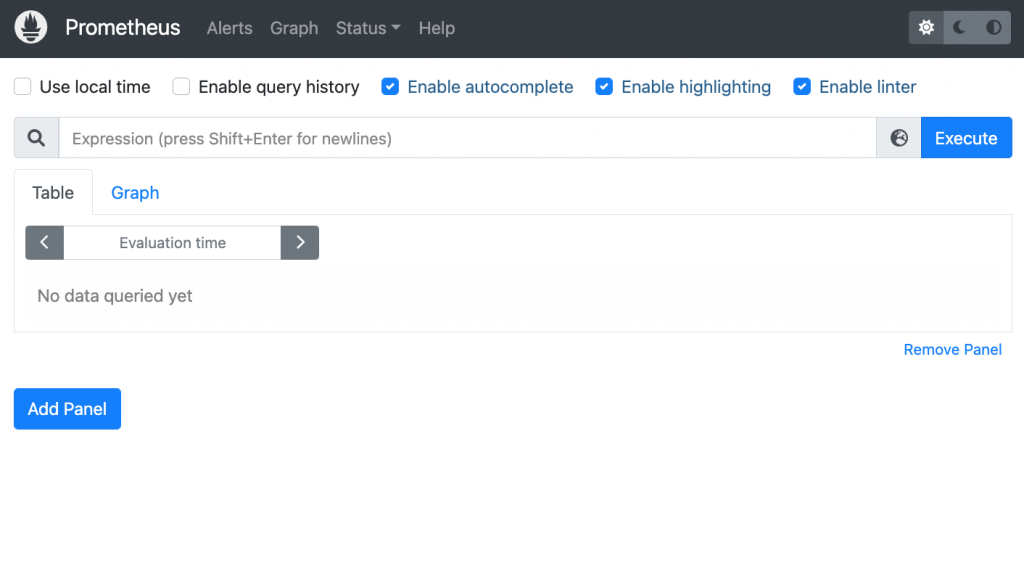 Prometheus Alerts Graph Status Help
Use local time Enable query history Enable autocomplete Enable highlighting Enable linter
Expression (press Shift+Enter for newlines) Execute
Table Graph
Evaluation time
No data queried yet
Remove Panel
Add Panel